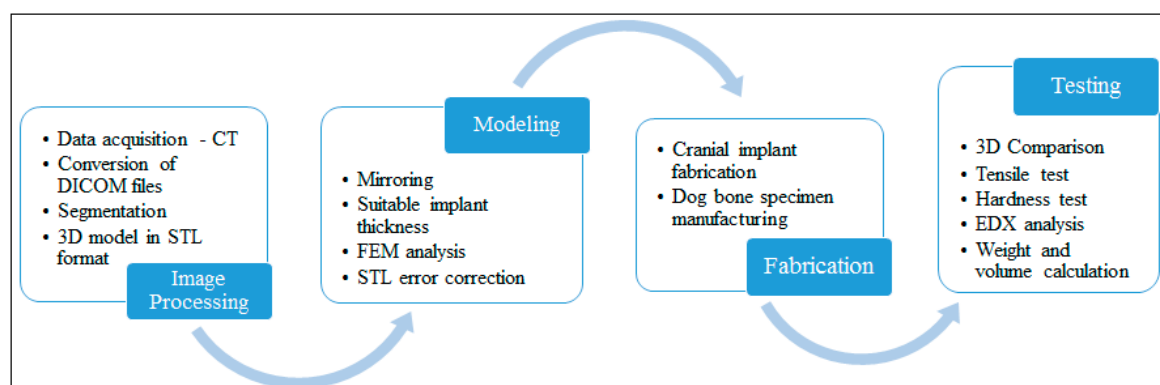 • Data acquisition - CT
• Conversion of
DICOM files
• Segmentation
• 3D model in STL
format
Image
Processing
Modeling
• Mirroring
• Suitable implant
thickness
• FEM analysis
• STL error correction
• Cranial implant
fabrication
• Dog bone specimen
manufacturing
Fabrication
Testing
• 3D Comparison
• Tensile test
• Hardness test
• EDX analysis
• Weight and
volume calculation